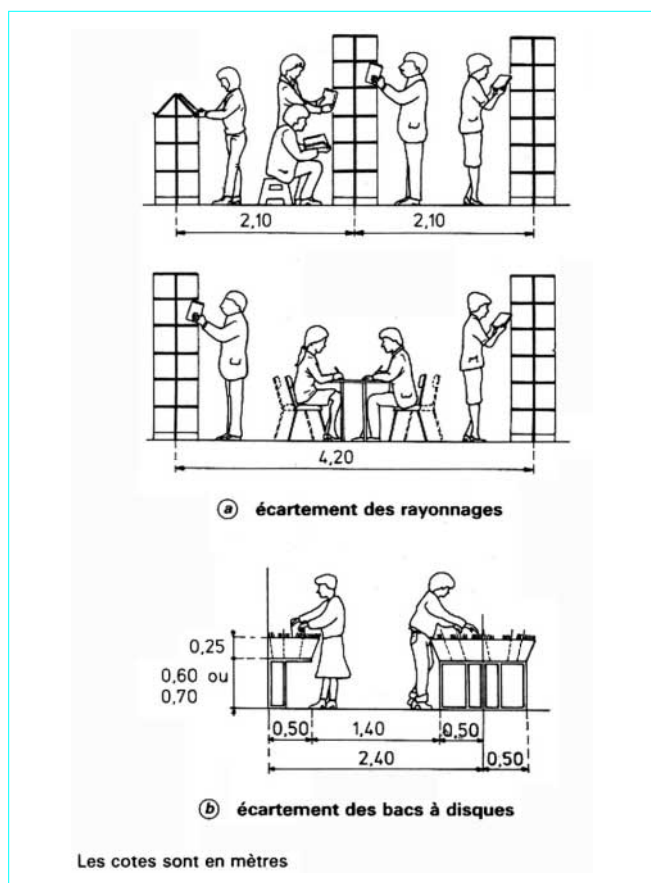 2,10 2,10
4,20
a écartement des rayonnages
0,25
0,60 ou
0,70
0,50 1,40 0,50
2,40 0,50
b écartement des bacs à disques
Les cotes sont en mètres